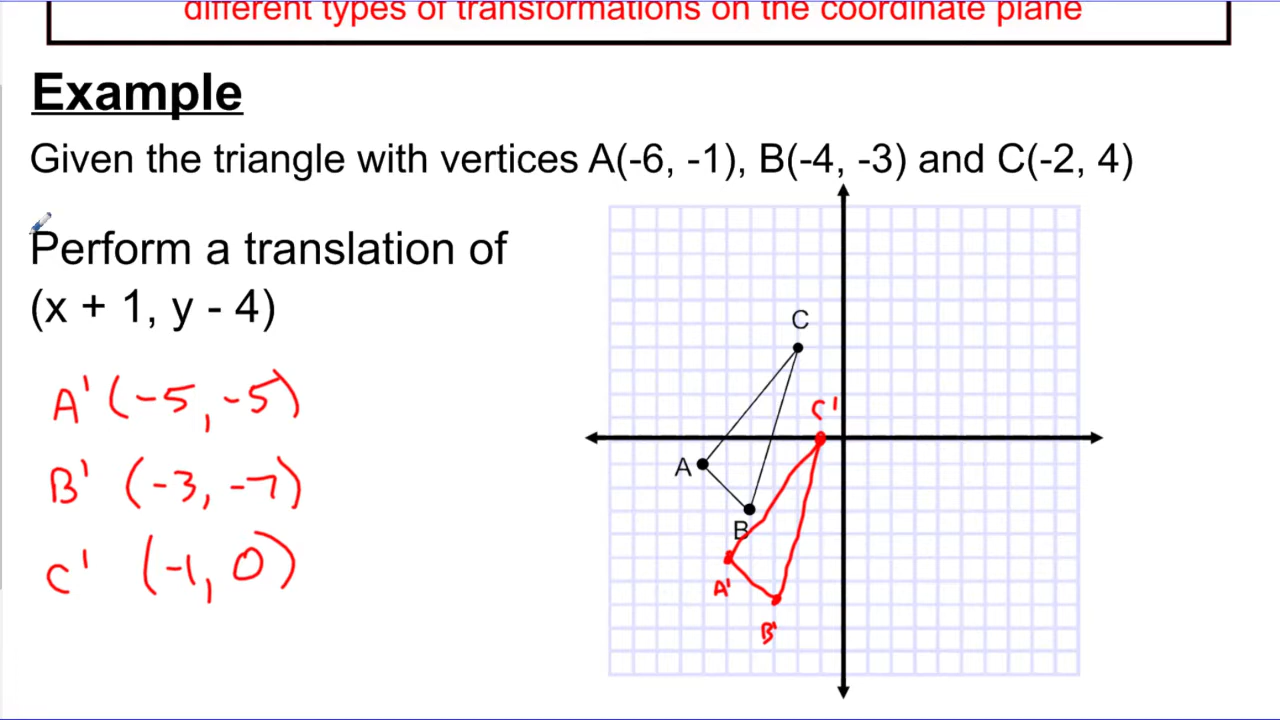 different types of transformations on the coordinate plane
Example
Given the triangle with vertices A(-6, -1), B(-4, -3) and C(-2, 4)
Perform a translation of
(x + 1, y - 4)
A' (-5, -5)
B' (-3, -7)
C' (-1, 0)
C
C'
A
B
A'
B'